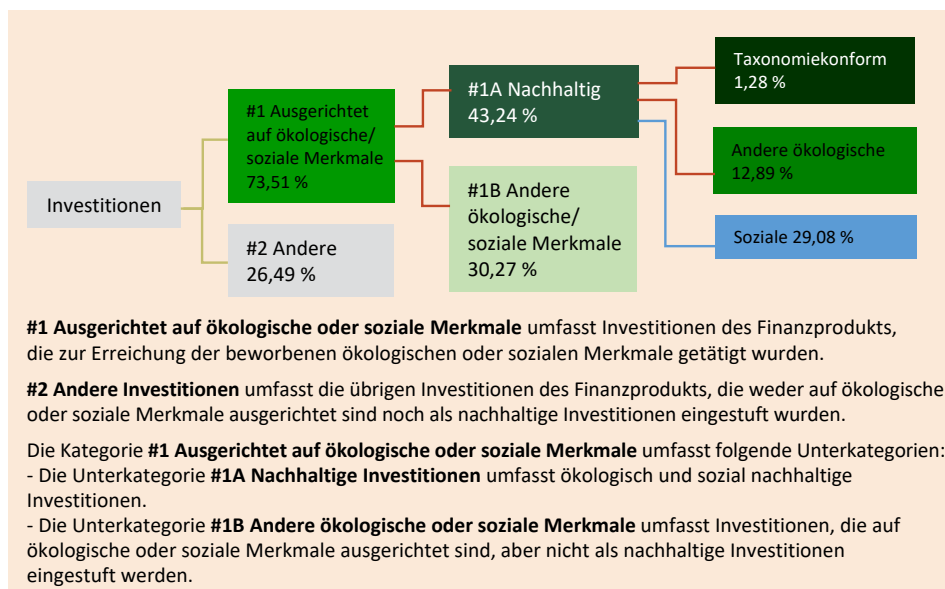 Investitionen
#1 Ausgerichtet
auf ökologische/
soziale Merkmale
73,51 %
#2 Andere
26,49 %
#1A Nachhaltig
43,24 %
#1B Andere
ökologische/
soziale Merkmale
30,27 %
Taxonomiekonform
1,28 %
Andere ökologische
12,89 %
Soziale 29,08 %
#1 Ausgerichtet auf ökologische oder soziale Merkmale umfasst Investitionen des Finanzprodukts,
die zur Erreichung der beworbenen ökologischen oder sozialen Merkmale getätigt wurden.
#2 Andere Investitionen umfasst die übrigen Investitionen des Finanzprodukts, die weder auf ökologische
oder soziale Merkmale ausgerichtet sind noch als nachhaltige Investitionen eingestuft wurden.
Die Kategorie #1 Ausgerichtet auf ökologische oder soziale Merkmale umfasst folgende Unterkategorien:
- Die Unterkategorie #1A Nachhaltige Investitionen umfasst ökologisch und sozial nachhaltige
Investitionen.
- Die Unterkategorie #1B Andere ökologische oder soziale Merkmale umfasst Investitionen, die auf
ökologische oder soziale Merkmale ausgerichtet sind, aber nicht als nachhaltige Investitionen
eingestuft werden.